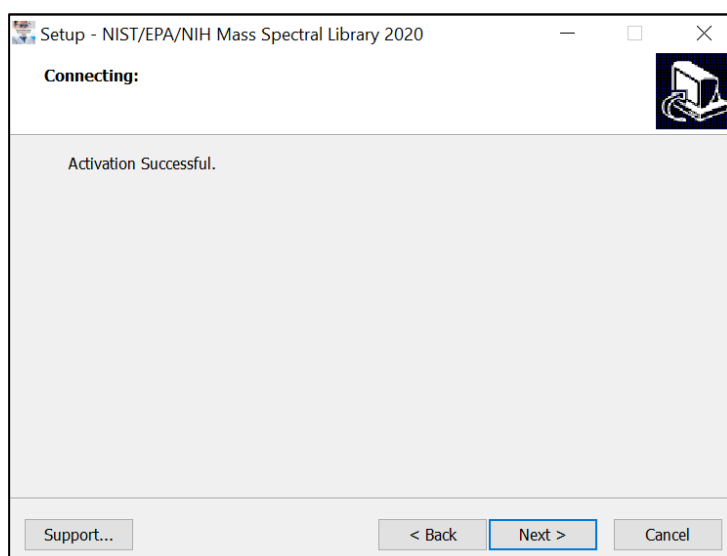 Setup - NIST/EPA/NIH Mass Spectral Library 2020
Connecting:
Activation Successful.
Support...
< Back
Next >
Cancel